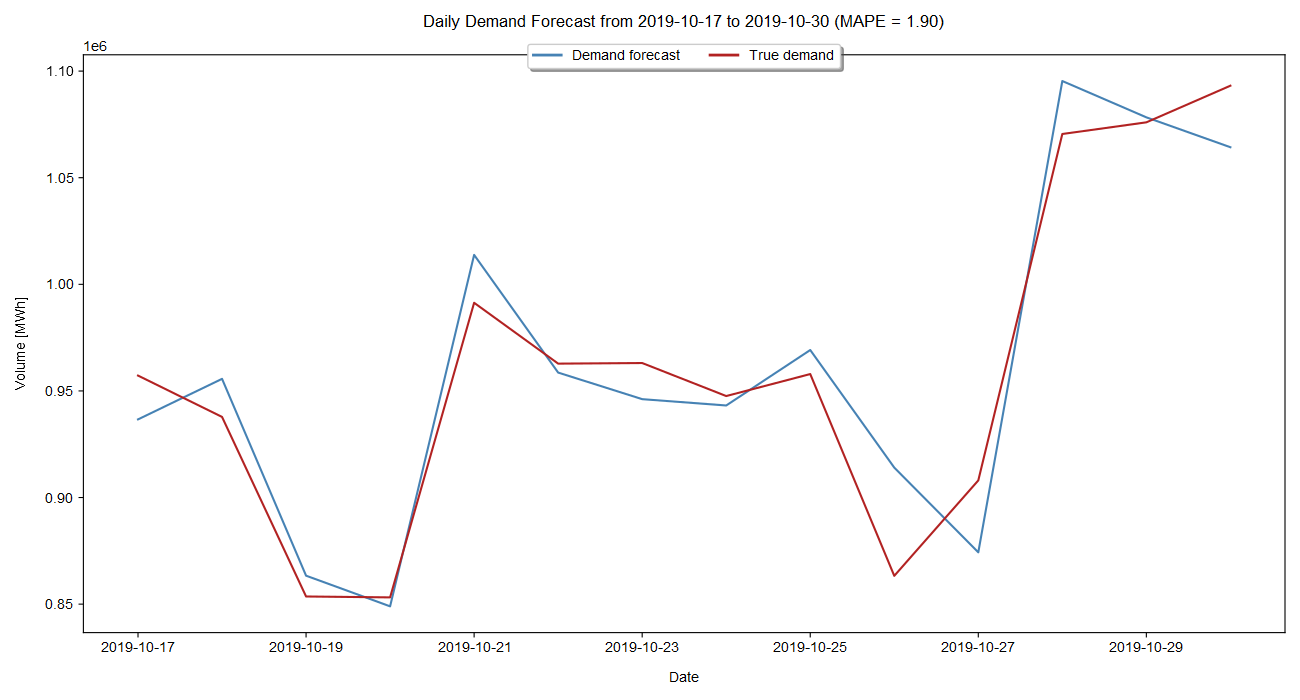 Daily Demand Forecast from 2019-10-17 to 2019-10-30 (MAPE = 1.90)
1e6
Demand forecast True demand
1.10
1.05
1.00
0.95
0.90
0.85
Volume [MWh]
2019-10-17 2019-10-19 2019-10-21 2019-10-23 2019-10-25 2019-10-27 2019-10-29
Date